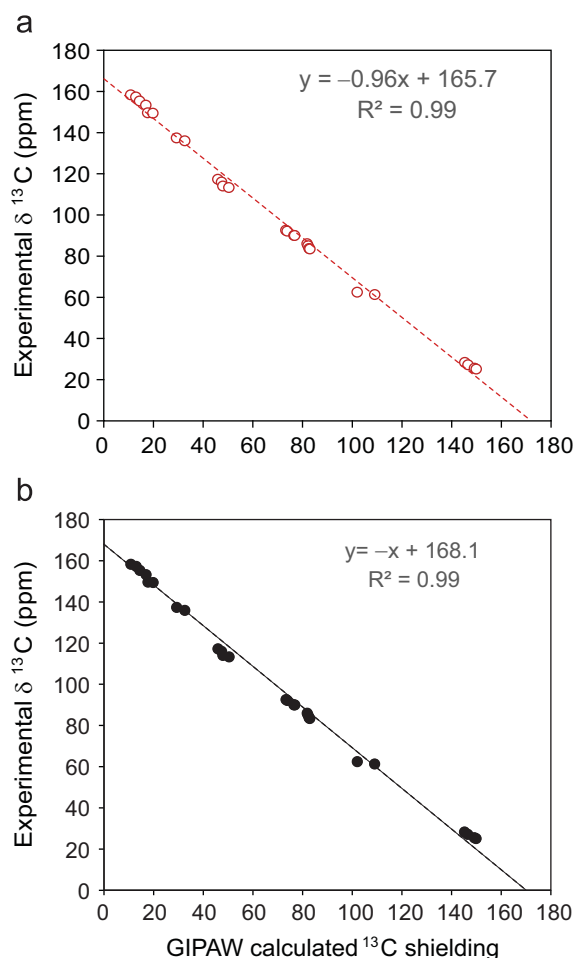 a
180
160
140
120
100
80
60
40
20
0
Experimental δ ¹³C (ppm)
y = −0.96x + 165.7
R² = 0.99
0 20 40 60 80 100 120 140 160 180
b
180
160
140
120
100
80
60
40
20
0
Experimental δ ¹³C (ppm)
y= −x + 168.1
R² = 0.99
0 20 40 60 80 100 120 140 160 180
GIPAW calculated ¹³C shielding